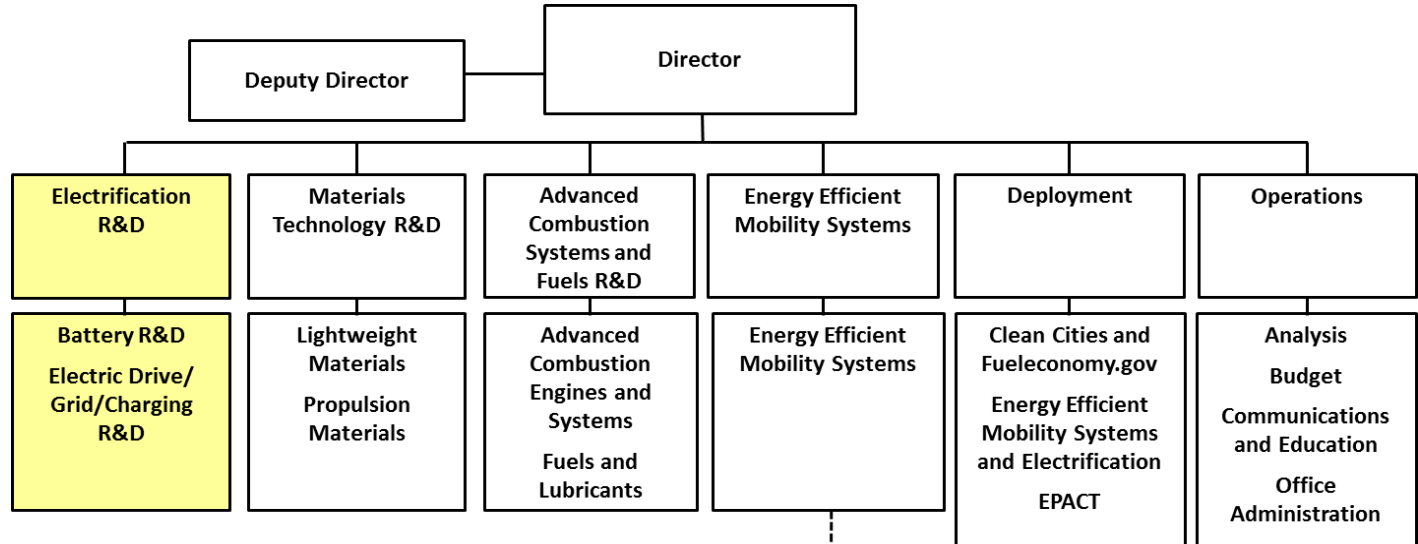 Director
Deputy Director
Electrification
R&D
Materials
Technology R&D
Advanced
Combustion
Systems and
Fuels R&D
Energy Efficient
Mobility Systems
Deployment
Operations
Battery R&D
Electric Drive/
Grid/Charging
R&D
Lightweight
Materials
Propulsion
Materials
Advanced
Combustion
Engines and
Systems
Fuels and
Lubricants
Energy Efficient
Mobility Systems
Clean Cities and
Fueleconomy.gov
Energy Efficient
Mobility Systems
and Electrification
EPACT
Analysis
Budget
Communications
and Education
Office
Administration